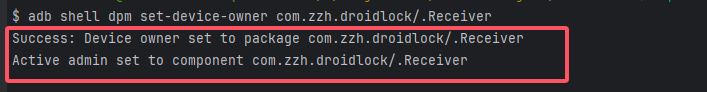 $ adb shell dpm set-device-owner com.zzh.droidlock/.Receiver
Success: Device owner set to package com.zzh.droidlock/.Receiver
Active admin set to component com.zzh.droidlock/.Receiver